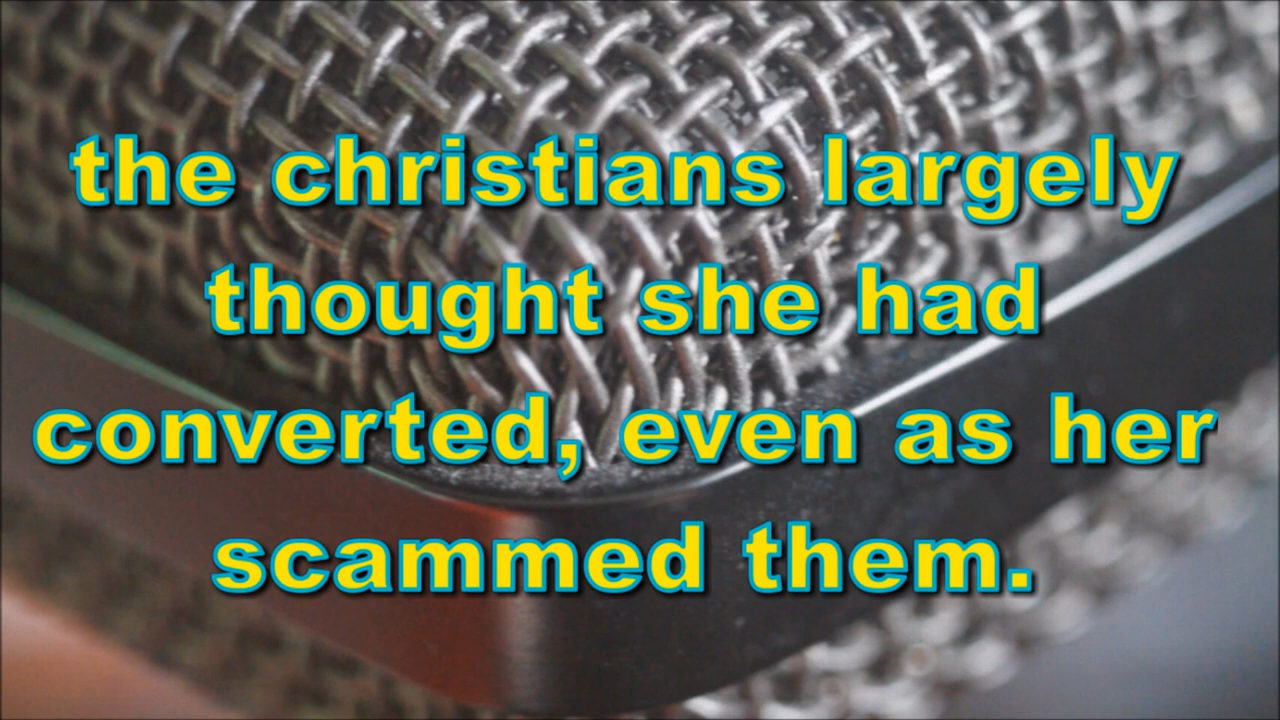 the christians largely
thought she had
converted, even as her
scammed them.